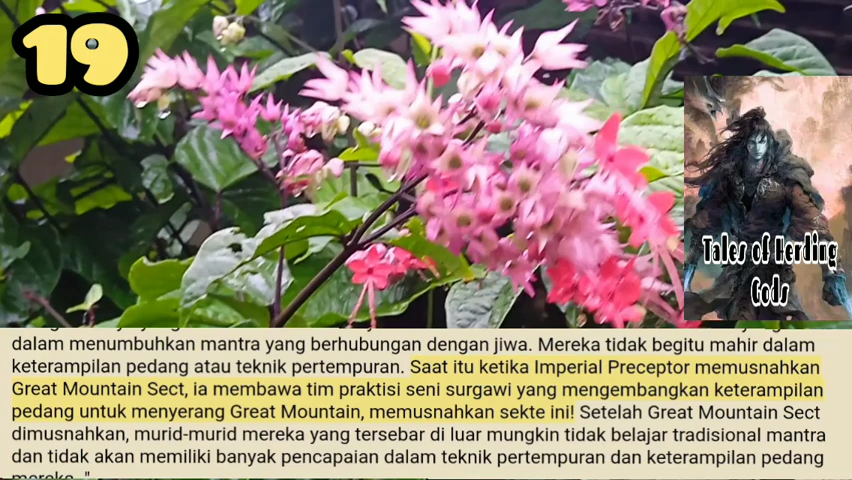 19
Tales of Herding
Gods
dalam menumbuhkan mantra yang berhubungan dengan jiwa. Mereka tidak begitu mahir dalam
keterampilan pedang atau teknik pertempuran. Saat itu ketika Imperial Preceptor memusnahkan
Great Mountain Sect, ia membawa tim praktisi seni surgawi yang mengembangkan keterampilan
pedang untuk menyerang Great Mountain, memusnahkan sekte ini! Setelah Great Mountain Sect
dimusnahkan, murid-murid mereka yang tersebar di luar mungkin tidak belajar tradisional mantra
dan tidak akan memiliki banyak pencapaian dalam teknik pertempuran dan keterampilan pedang
mereka. "